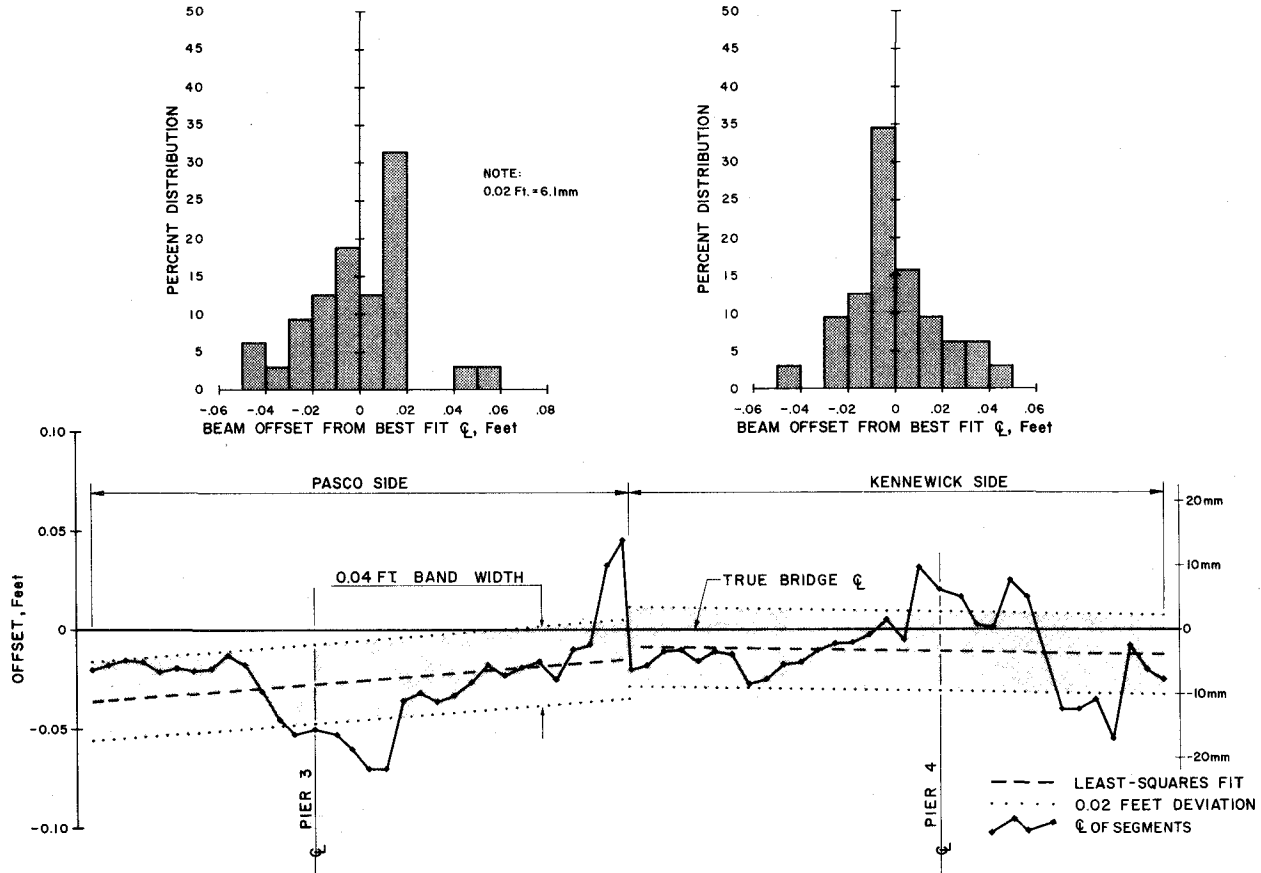 50
45
40
35
30
25
20
15
10
5
0
PERCENT DISTRIBUTION
-.06 -.04 -.02 0 .02 .04 .06 .08
BEAM OFFSET FROM BEST FIT ℄, Feet
NOTE:
0.02 Ft. = 6.1mm
50
45
40
35
30
25
20
15
10
5
0
PERCENT DISTRIBUTION
-.06 -.04 -.02 0 .02 .04 .06
BEAM OFFSET FROM BEST FIT ℄, Feet
0.10
0.05
0
-0.05
-0.10
OFFSET, Feet
PASCO SIDE
KENNEWICK SIDE
0.04 FT. BAND WIDTH
TRUE BRIDGE ℄
20mm
10mm
0
-10mm
-20mm
℄ PIER 3
℄ PIER 4
LEAST-SQUARES FIT
0.02 FEET DEVIATION
℄ OF SEGMENTS